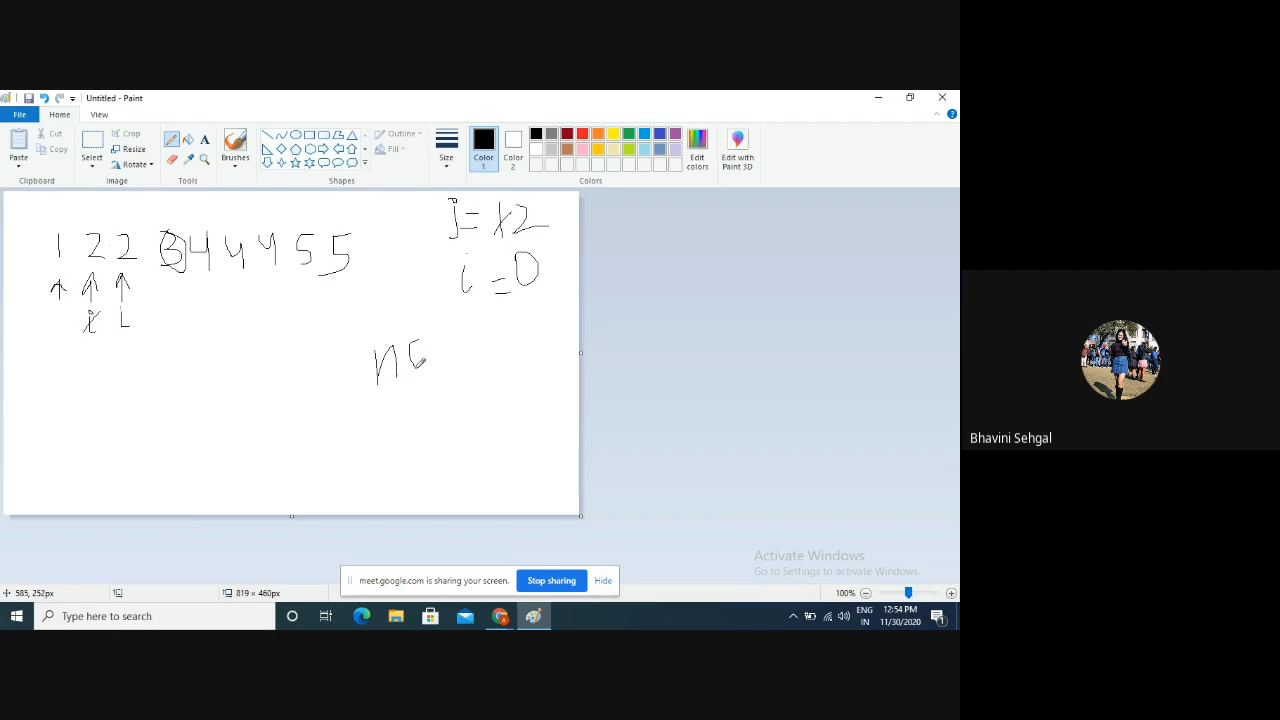 Untitled - Paint
File Home View
Paste Cut Copy Clipboard
Select Crop Resize Rotate Image
Tools
Brushes
Shapes Outline Fill
Size
Color 1
Color 2
Colors
Edit colors
Edit with Paint 3D
1 2 2 3 4 4 4 5 5
j = 1 2
i = 0
i
Bhavini Sehgal
Activate Windows
Go to Settings to activate Windows.
meet.google.com is sharing your screen. Stop sharing Hide
585, 252px 819 × 460px 100%
Type here to search
ENG
IN
12:54 PM
11/30/2020
1